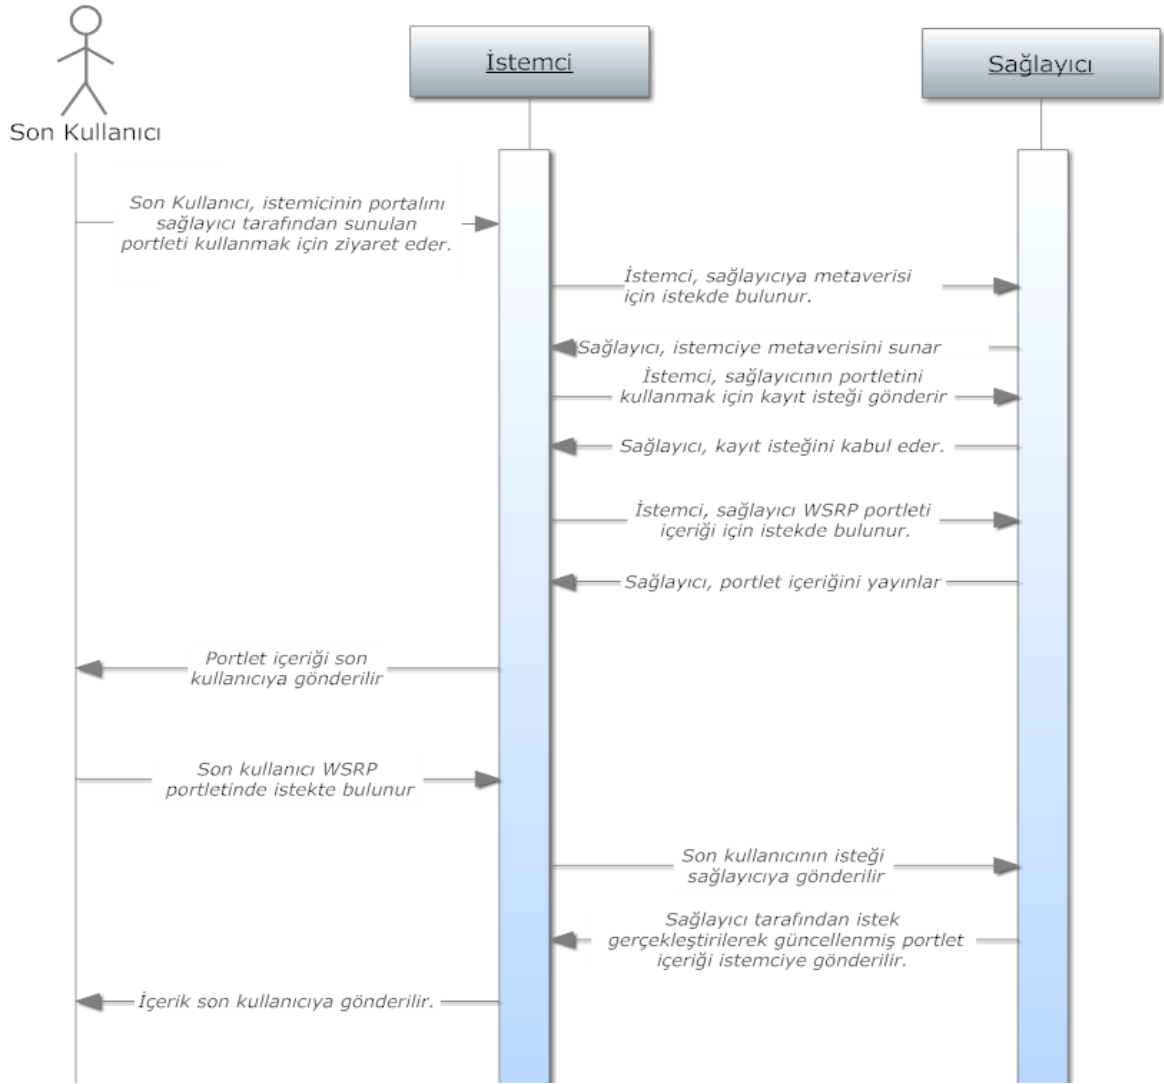 İstemci
Sağlayıcı
Son Kullanıcı
Son Kullanıcı, istemicinin portalını
sağlayıcı tarafından sunulan
portleti kullanmak için ziyaret eder.
İstemci, sağlayıcıya metaverisi
için istekde bulunur.
Sağlayıcı, istemciye metaverisini sunar
İstemci, sağlayıcının portletini
kullanmak için kayıt isteği gönderir
Sağlayıcı, kayıt isteğini kabul eder.
İstemci, sağlayıcı WSRP portleti
içeriği için istekde bulunur.
Sağlayıcı, portlet içeriğini yayınlar
Portlet içeriği son
kullanıcıya gönderilir
Son kullanıcı WSRP
portletinde istekte bulunur
Son kullanıcının isteği
sağlayıcıya gönderilir
Sağlayıcı tarafından istek
gerçekleştirilerek güncellenmiş portlet
içeriği istemciye gönderilir.
İçerik son kullanıcıya gönderilir.